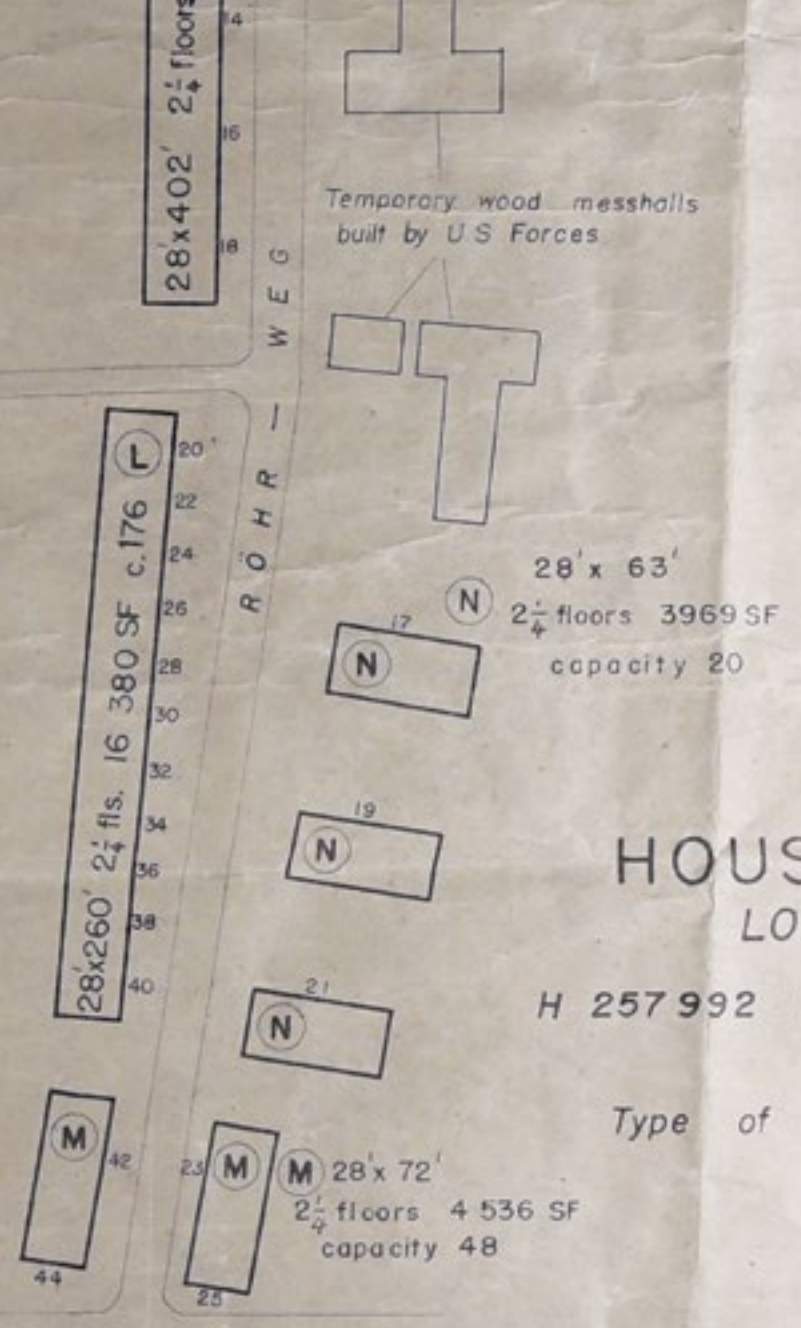 14
16
18
28'x402' 2¼ floors
Temporary wood messhalls
built by U S Forces
RÖHR - WEG
L
20
22
24
26
28
30
32
34
36
38
40
28'x260' 2¼ fls. 16 380 SF c.176
N 28' x 63'
2¼ floors 3969 SF
capacity 20
17
N
19
N
21
N
HOUS
LO
H 257992
Type of
M
42
44
23
M
25
M 28' x 72'
2¼ floors 4 536 SF
capacity 48